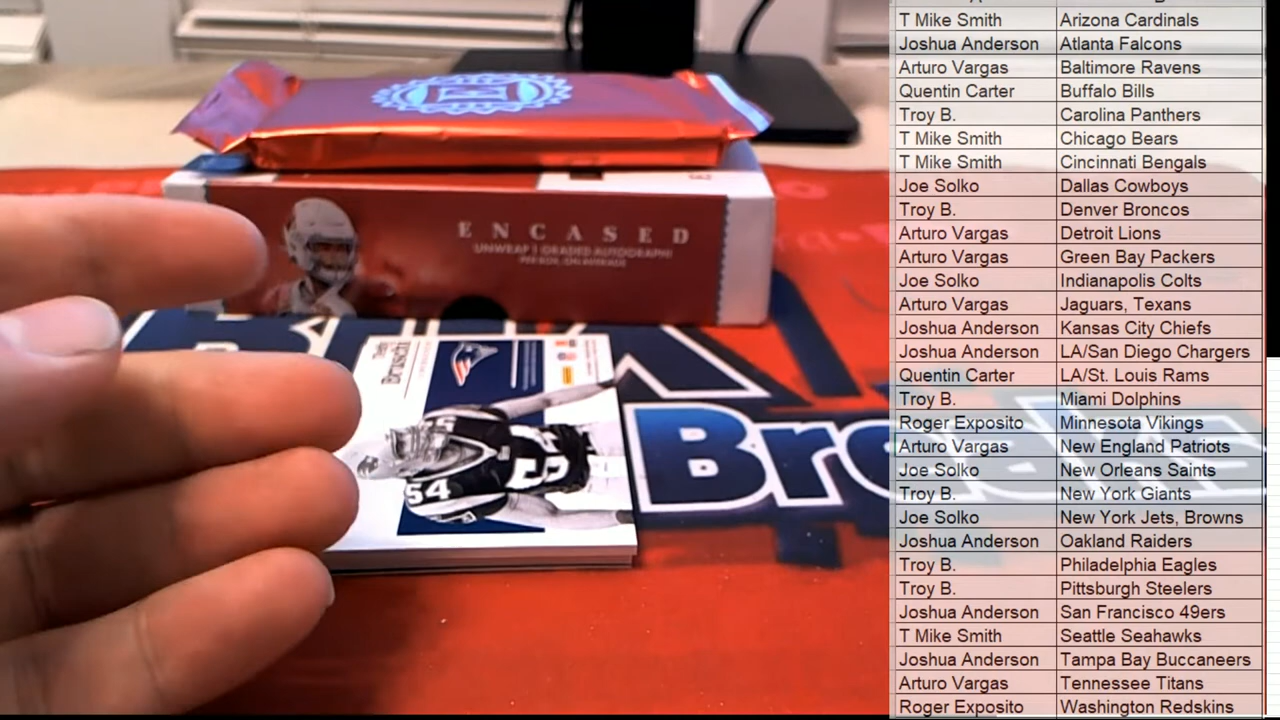 T Mike Smith Arizona Cardinals
Joshua Anderson Atlanta Falcons
Arturo Vargas Baltimore Ravens
Quentin Carter Buffalo Bills
Troy B. Carolina Panthers
T Mike Smith Chicago Bears
T Mike Smith Cincinnati Bengals
Joe Solko Dallas Cowboys
Troy B. Denver Broncos
Arturo Vargas Detroit Lions
Arturo Vargas Green Bay Packers
Joe Solko Indianapolis Colts
Arturo Vargas Jaguars, Texans
Joshua Anderson Kansas City Chiefs
Joshua Anderson LA/San Diego Chargers
Quentin Carter LA/St. Louis Rams
Troy B. Miami Dolphins
Roger Exposito Minnesota Vikings
Arturo Vargas New England Patriots
Joe Solko New Orleans Saints
Troy B. New York Giants
Joe Solko New York Jets, Browns
Joshua Anderson Oakland Raiders
Troy B. Philadelphia Eagles
Troy B. Pittsburgh Steelers
Joshua Anderson San Francisco 49ers
T Mike Smith Seattle Seahawks
Joshua Anderson Tampa Bay Buccaneers
Arturo Vargas Tennessee Titans
Roger Exposito Washington Redskins
ENCASED
UNWRAP 1 GRADED AUTOGRAPH
PER BOX, ON AVERAGE
Bruschi
54
54